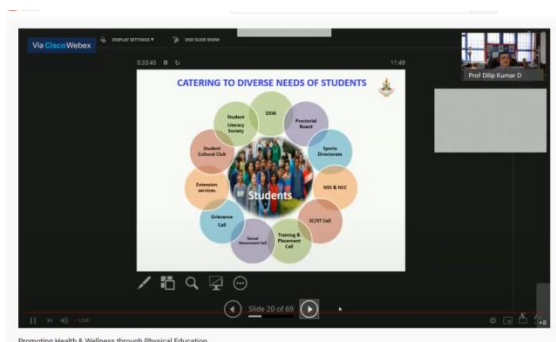 Via Cisco Webex
DISPLAY SETTINGS ▼
END SLIDE SHOW
0:33:40
11:49
Prof Dilip Kumar D
CATERING TO DIVERSE NEEDS OF STUDENTS
DSW
Proctorial
Board
Sports
Directorate
NSS & NCC
SC/ST Cell
Training &
Placement
Cell
Sexual
Harassment Cell
Grievance
Cell
Extension
services
Student
Cultural Club
Student
Literacy
Society
Students
Slide 20 of 69
+8
Promoting Health & Wellness through Physical Education